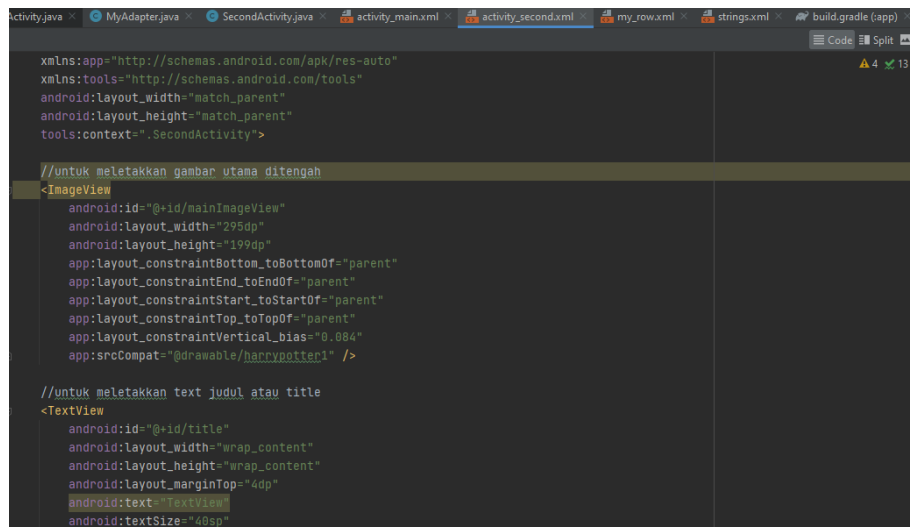 Activity.java × MyAdapter.java × SecondActivity.java × activity_main.xml × activity_second.xml × my_row.xml × strings.xml × build.gradle (:app) ×
Code Split
4 13
xmlns:app="http://schemas.android.com/apk/res-auto"
xmlns:tools="http://schemas.android.com/tools"
android:layout_width="match_parent"
android:layout_height="match_parent"
tools:context=".SecondActivity">
//untuk meletakkan gambar utama ditengah
<ImageView
android:id="@+id/mainImageView"
android:layout_width="295dp"
android:layout_height="199dp"
app:layout_constraintBottom_toBottomOf="parent"
app:layout_constraintEnd_toEndOf="parent"
app:layout_constraintStart_toStartOf="parent"
app:layout_constraintTop_toTopOf="parent"
app:layout_constraintVertical_bias="0.084"
app:srcCompat="@drawable/harrypotter1" />
//untuk meletakkan text judul atau title
<TextView
android:id="@+id/title"
android:layout_width="wrap_content"
android:layout_height="wrap_content"
android:layout_marginTop="4dp"
android:text="TextView"
android:textSize="40sp"